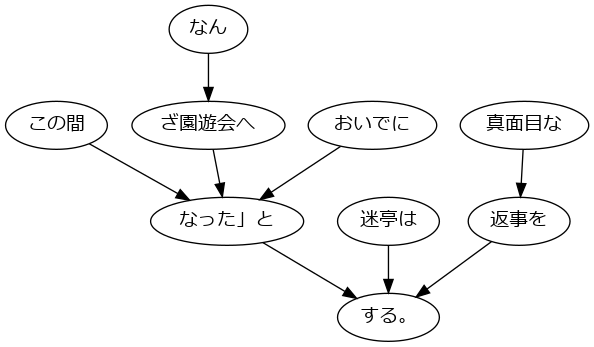 なん
この間
ざ園遊会へ
おいでに
真面目な
なった」と
迷亭は
返事を
する。